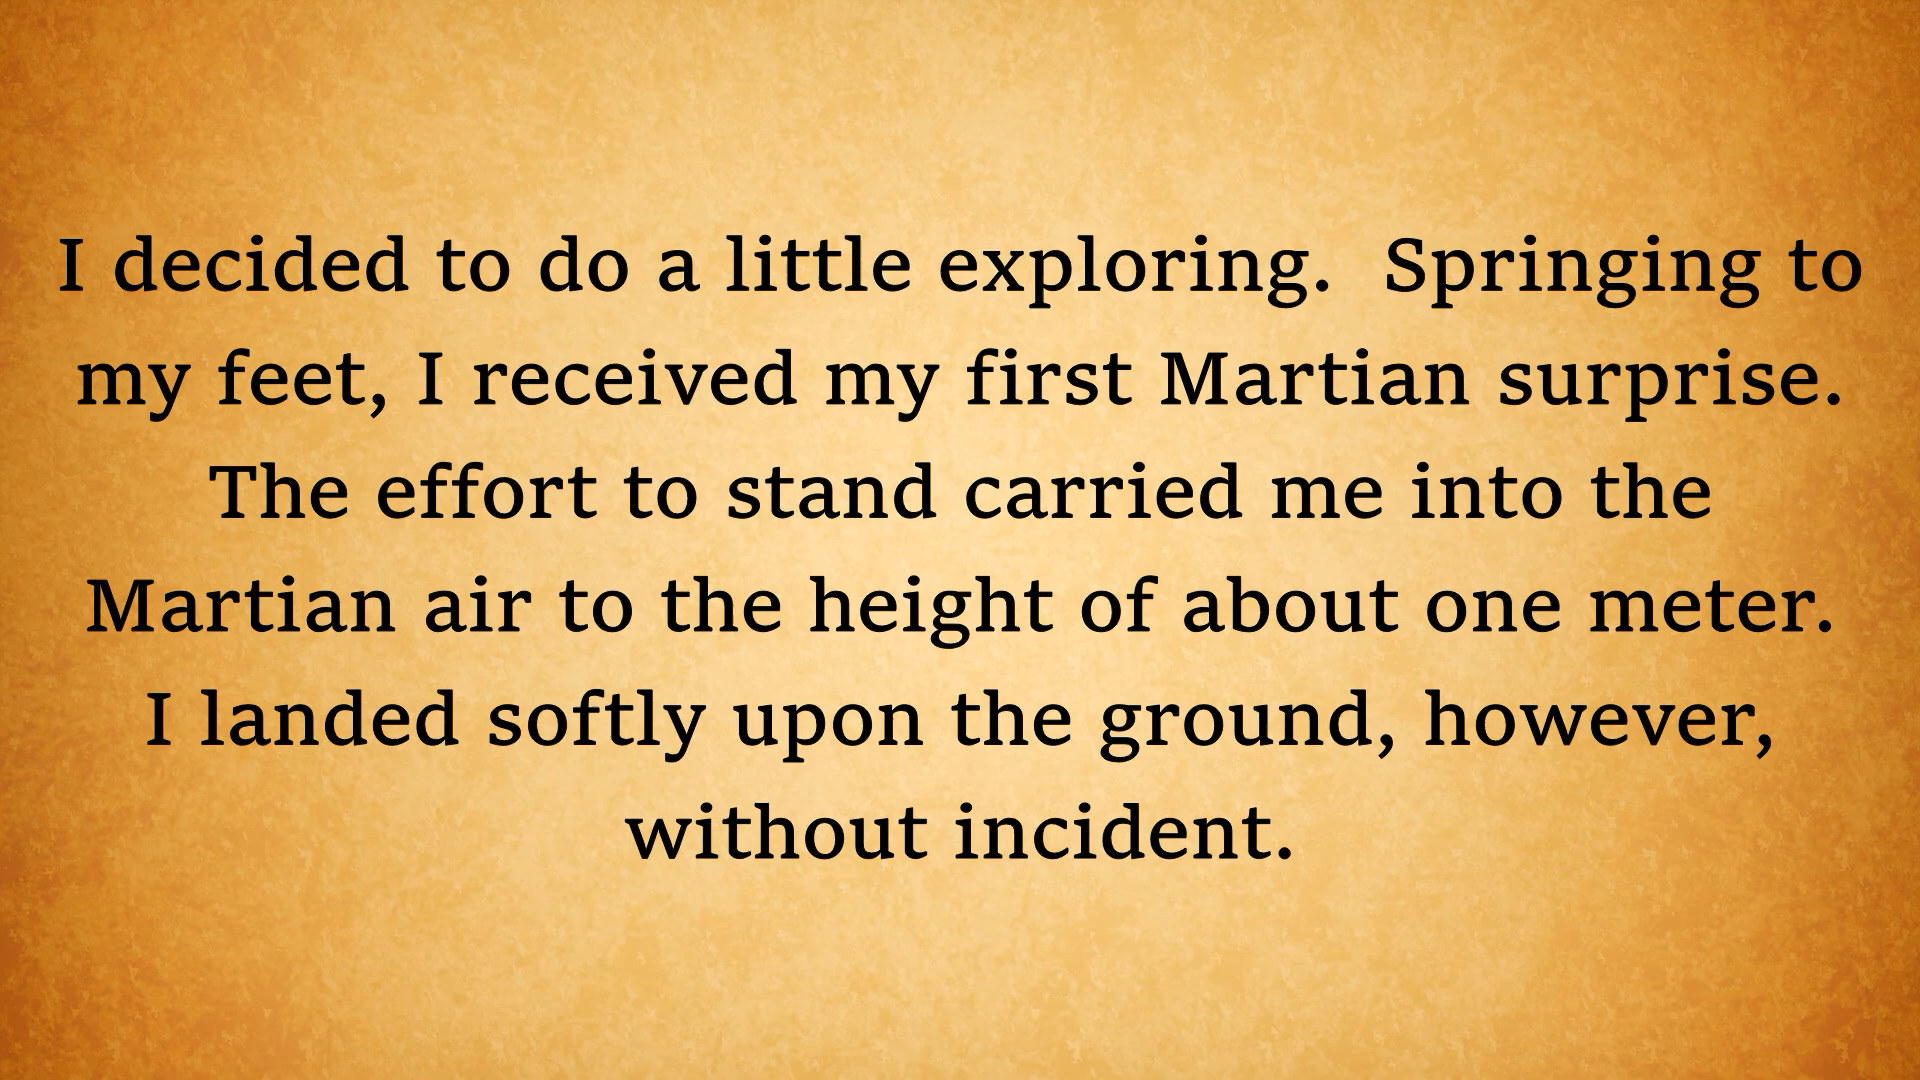 I decided to do a little exploring.  Springing to
my feet, I received my first Martian surprise.
The effort to stand carried me into the
Martian air to the height of about one meter.
I landed softly upon the ground, however,
without incident.